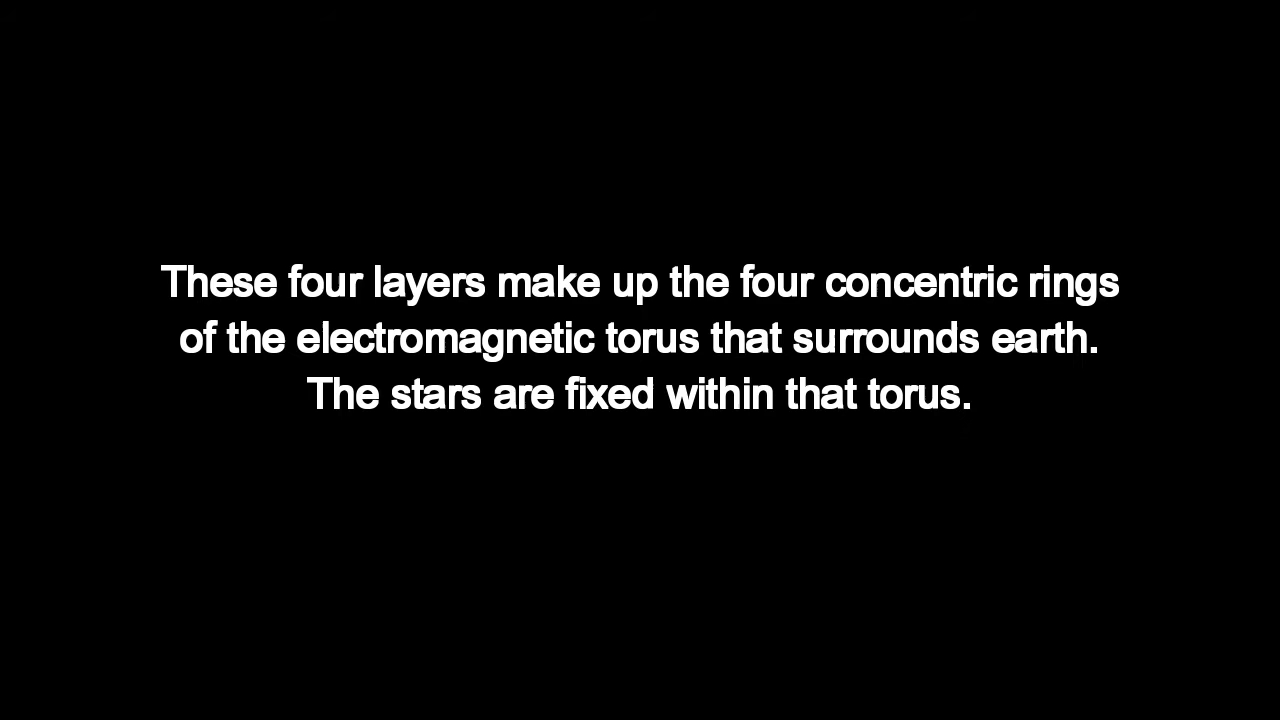 These four layers make up the four concentric rings
of the electromagnetic torus that surrounds earth.
The stars are fixed within that torus.